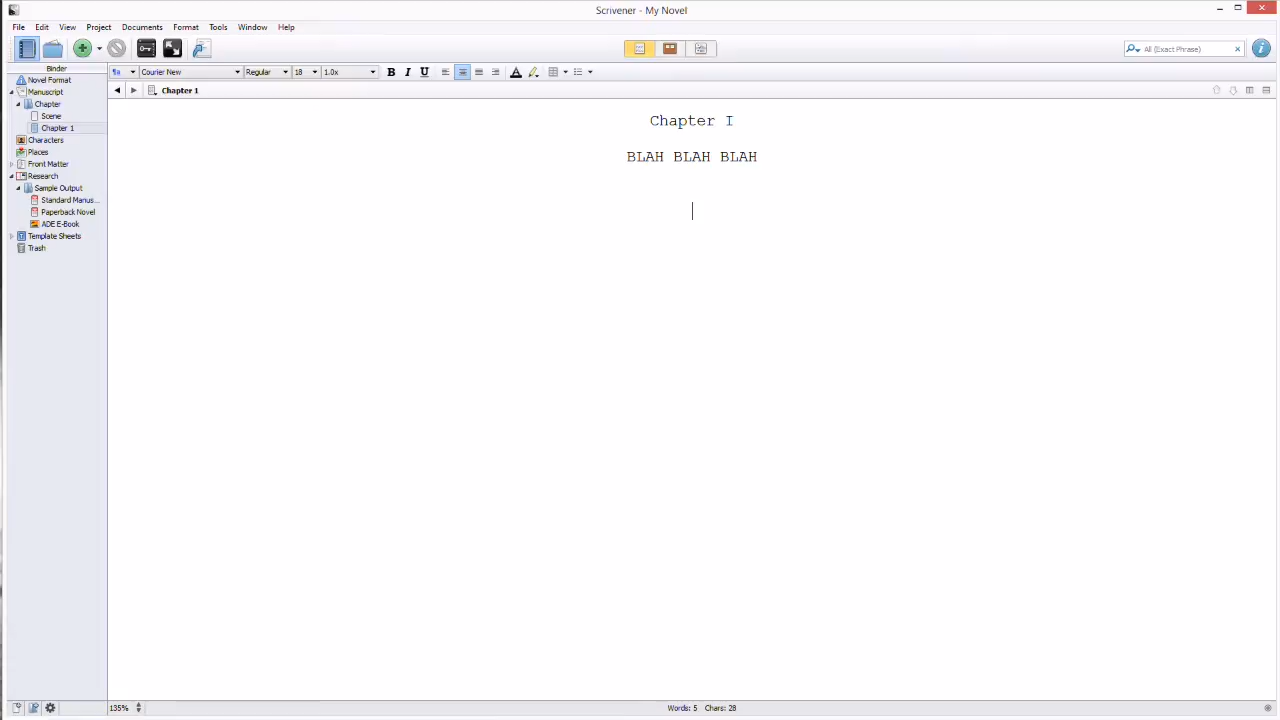 Scrivener - My Novel
File Edit View Project Documents Format Tools Window Help
All (Exact Phrase)
Binder
Courier New Regular 18 1.0x B I U A
Chapter 1
Novel Format
Manuscript
Chapter
Scene
Chapter 1
Characters
Places
Front Matter
Research
Sample Output
Standard Manus...
Paperback Novel
ADE E-Book
Template Sheets
Trash
Chapter I
BLAH BLAH BLAH
135% Words: 5 Chars: 28